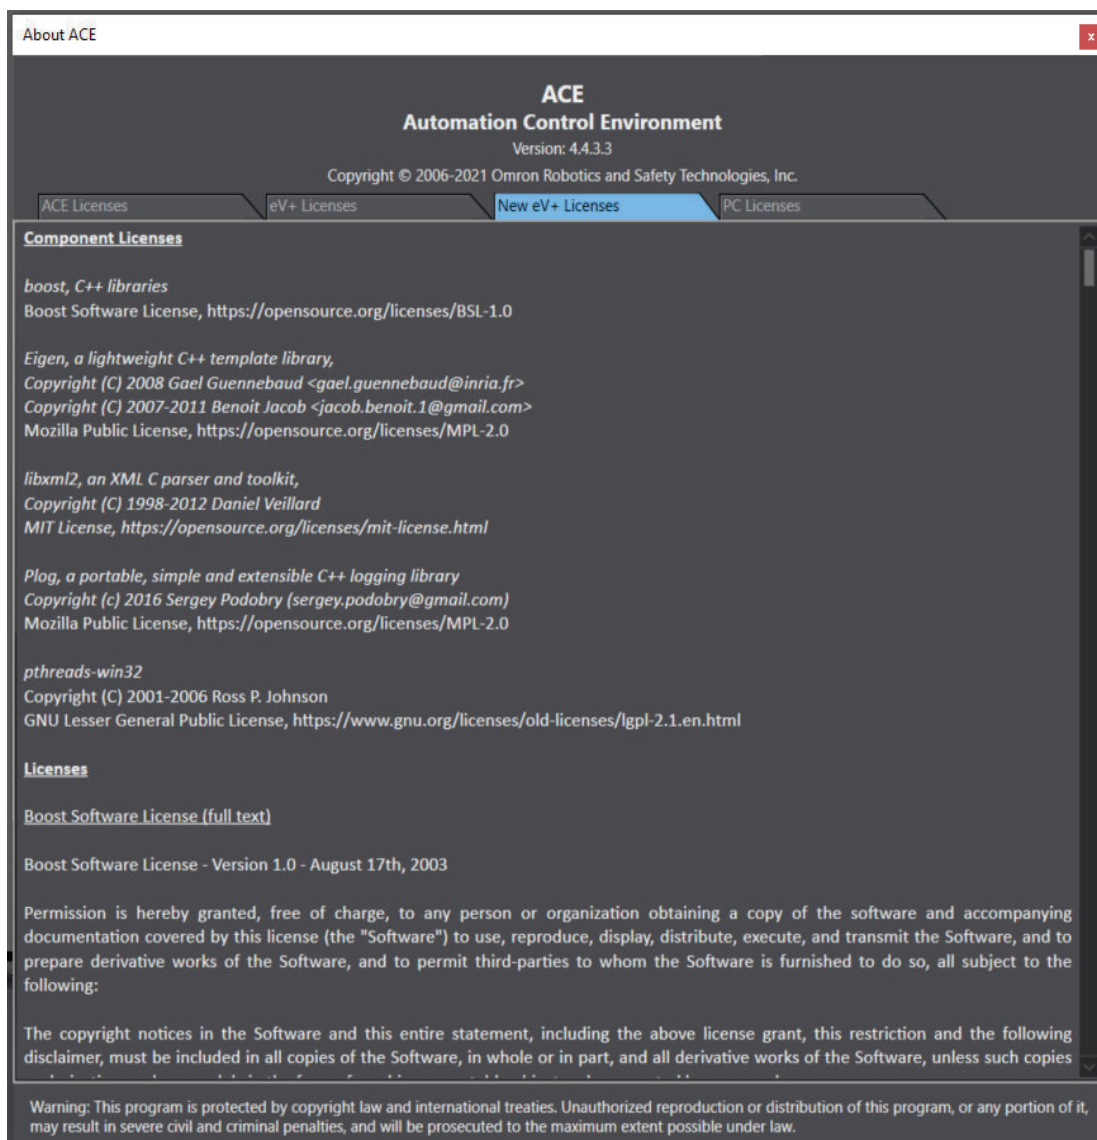 About ACE
x
ACE
Automation Control Environment
Version: 4.4.3.3
Copyright © 2006-2021 Omron Robotics and Safety Technologies, Inc.
ACE Licenses
eV+ Licenses
New eV+ Licenses
PC Licenses
Component Licenses
boost, C++ libraries
Boost Software License, https://opensource.org/licenses/BSL-1.0
Eigen, a lightweight C++ template library,
Copyright (C) 2008 Gael Guennebaud <gael.guennebaud@inria.fr>
Copyright (C) 2007-2011 Benoit Jacob <jacob.benoit.1@gmail.com>
Mozilla Public License, https://opensource.org/licenses/MPL-2.0
libxml2, an XML C parser and toolkit,
Copyright (C) 1998-2012 Daniel Veillard
MIT License, https://opensource.org/licenses/mit-license.html
Plog, a portable, simple and extensible C++ logging library
Copyright (c) 2016 Sergey Podobry (sergey.podobry@gmail.com)
Mozilla Public License, https://opensource.org/licenses/MPL-2.0
pthreads-win32
Copyright (C) 2001-2006 Ross P. Johnson
GNU Lesser General Public License, https://www.gnu.org/licenses/old-licenses/lgpl-2.1.en.html
Licenses
Boost Software License (full text)
Boost Software License - Version 1.0 - August 17th, 2003
Permission is hereby granted, free of charge, to any person or organization obtaining a copy of the software and accompanying
documentation covered by this license (the "Software") to use, reproduce, display, distribute, execute, and transmit the Software, and to
prepare derivative works of the Software, and to permit third-parties to whom the Software is furnished to do so, all subject to the
following:
The copyright notices in the Software and this entire statement, including the above license grant, this restriction and the following
disclaimer, must be included in all copies of the Software, in whole or in part, and all derivative works of the Software, unless such copies
Warning: This program is protected by copyright law and international treaties. Unauthorized reproduction or distribution of this program, or any portion of it,
may result in severe civil and criminal penalties, and will be prosecuted to the maximum extent possible under law.